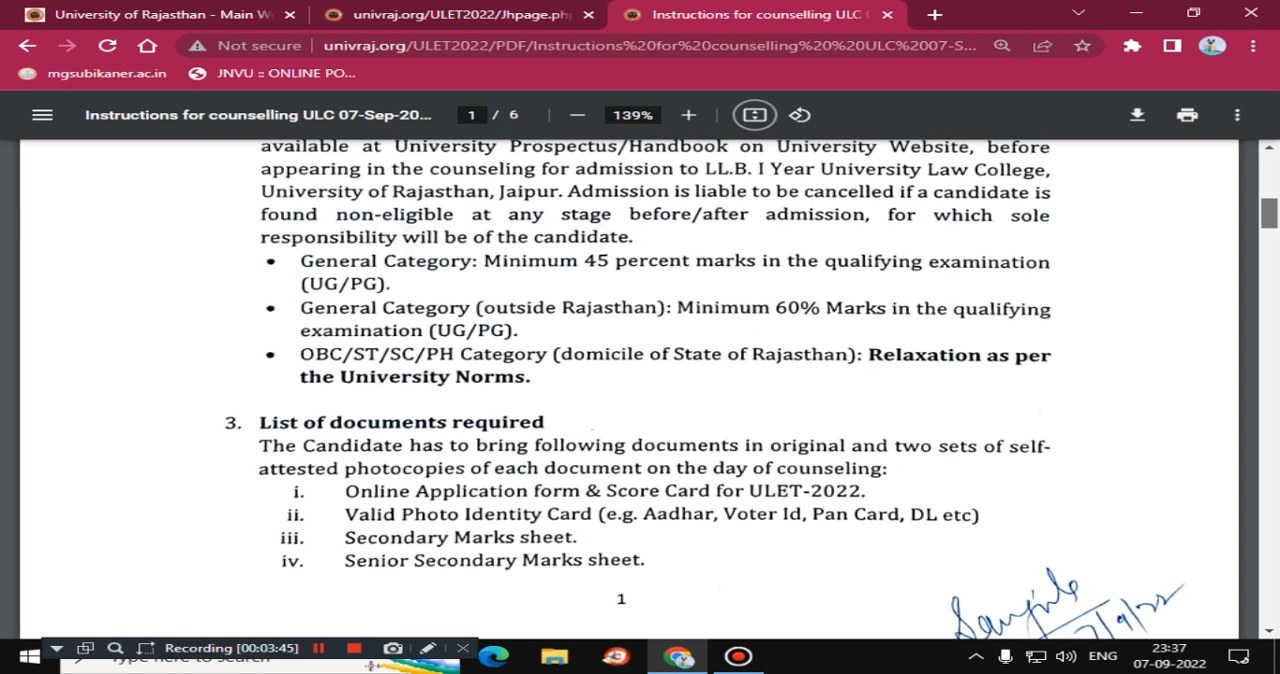 University of Rajasthan - Main W
univraj.org/ULET2022/Jhpage.ph
Instructions for counselling ULC 0
Not secure
univraj.org/ULET2022/PDF/Instructions%20for%20counselling%20%20ULC%2007-S...
mgsubikaner.ac.in
JNVU :: ONLINE PO...
Instructions for counselling ULC 07-Sep-20...
1 / 6
139%
available at University Prospectus/Handbook on University Website, before
appearing in the counseling for admission to LL.B. I Year University Law College,
University of Rajasthan, Jaipur. Admission is liable to be cancelled if a candidate is
found non-eligible at any stage before/after admission, for which sole
responsibility will be of the candidate.
• General Category: Minimum 45 percent marks in the qualifying examination
(UG/PG).
• General Category (outside Rajasthan): Minimum 60% Marks in the qualifying
examination (UG/PG).
• OBC/ST/SC/PH Category (domicile of State of Rajasthan): Relaxation as per
the University Norms.
3. List of documents required
The Candidate has to bring following documents in original and two sets of self-
attested photocopies of each document on the day of counseling:
i. Online Application form & Score Card for ULET-2022.
ii. Valid Photo Identity Card (e.g. Aadhar, Voter Id, Pan Card, DL etc)
iii. Secondary Marks sheet.
iv. Senior Secondary Marks sheet.
1
Recording [00:03:45]
Type here to search
ENG
23:37
07-09-2022